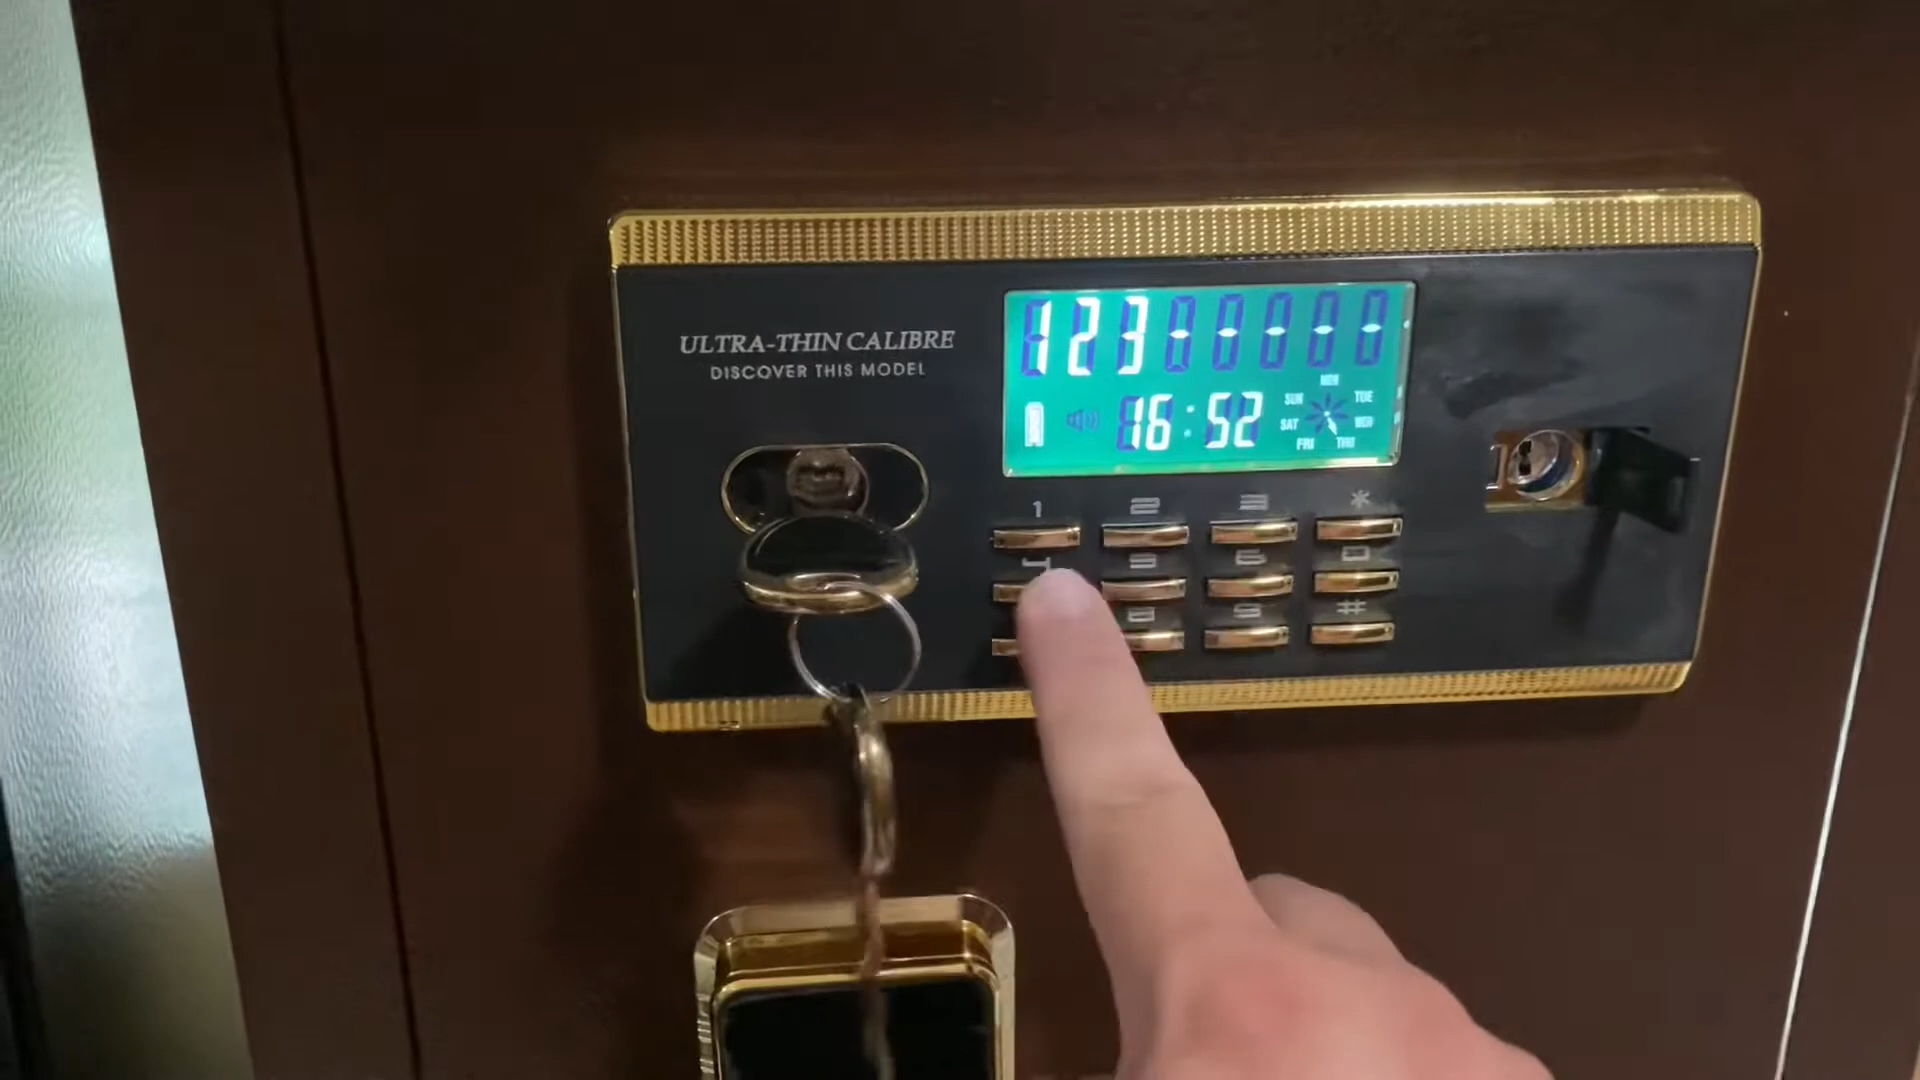 ULTRA-THIN CALIBRE
DISCOVER THIS MODEL
123-----
16:52
MON
SUN TUE
SAT WED
FRI THU
1 2 3 *
4 5 6 0
8 9 #